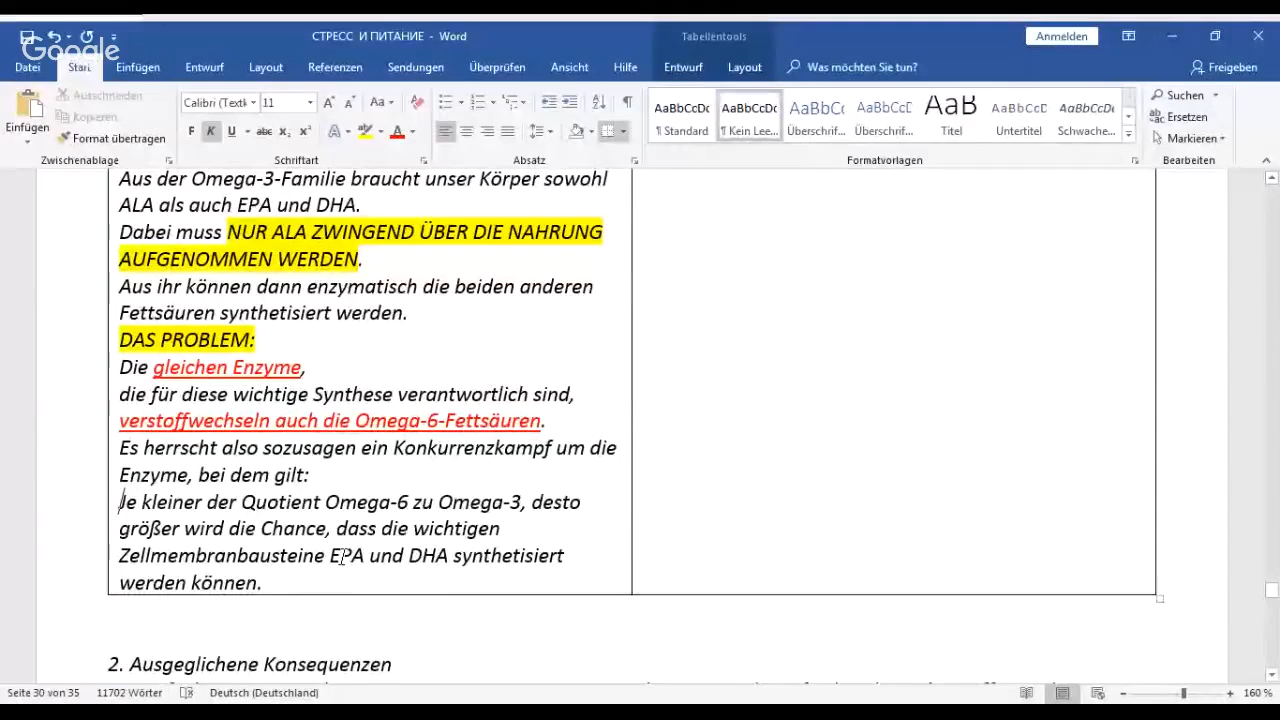 СТРЕСС И ПИТАНИЕ - Word
Tabellentools
Anmelden
Google
Datei Start Einfügen Entwurf Layout Referenzen Sendungen Überprüfen Ansicht Hilfe Entwurf Layout Was möchten Sie tun? Freigeben
Einfügen
Ausschneiden
Kopieren
Format übertragen
Zwischenablage
Calibri (Textk 11
F K U abc x₂ x²
Schriftart
Absatz
AaBbCcDc AaBbCcDc AaBbCc AaBbCcD AaB AaBbCcD AaBbCcDc
¶ Standard ¶ Kein Lee... Überschrif... Überschrif... Titel Untertitel Schwache...
Formatvorlagen
Suchen
Ersetzen
Markieren
Bearbeiten
Aus der Omega-3-Familie braucht unser Körper sowohl
ALA als auch EPA und DHA.
Dabei muss NUR ALA ZWINGEND ÜBER DIE NAHRUNG
AUFGENOMMEN WERDEN.
Aus ihr können dann enzymatisch die beiden anderen
Fettsäuren synthetisiert werden.
DAS PROBLEM:
Die gleichen Enzyme,
die für diese wichtige Synthese verantwortlich sind,
verstoffwechseln auch die Omega-6-Fettsäuren.
Es herrscht also sozusagen ein Konkurrenzkampf um die
Enzyme, bei dem gilt:
Je kleiner der Quotient Omega-6 zu Omega-3, desto
größer wird die Chance, dass die wichtigen
Zellmembranbausteine EPA und DHA synthetisiert
werden können.
2. Ausgeglichene Konsequenzen
Seite 30 von 35 11702 Wörter Deutsch (Deutschland) 160 %